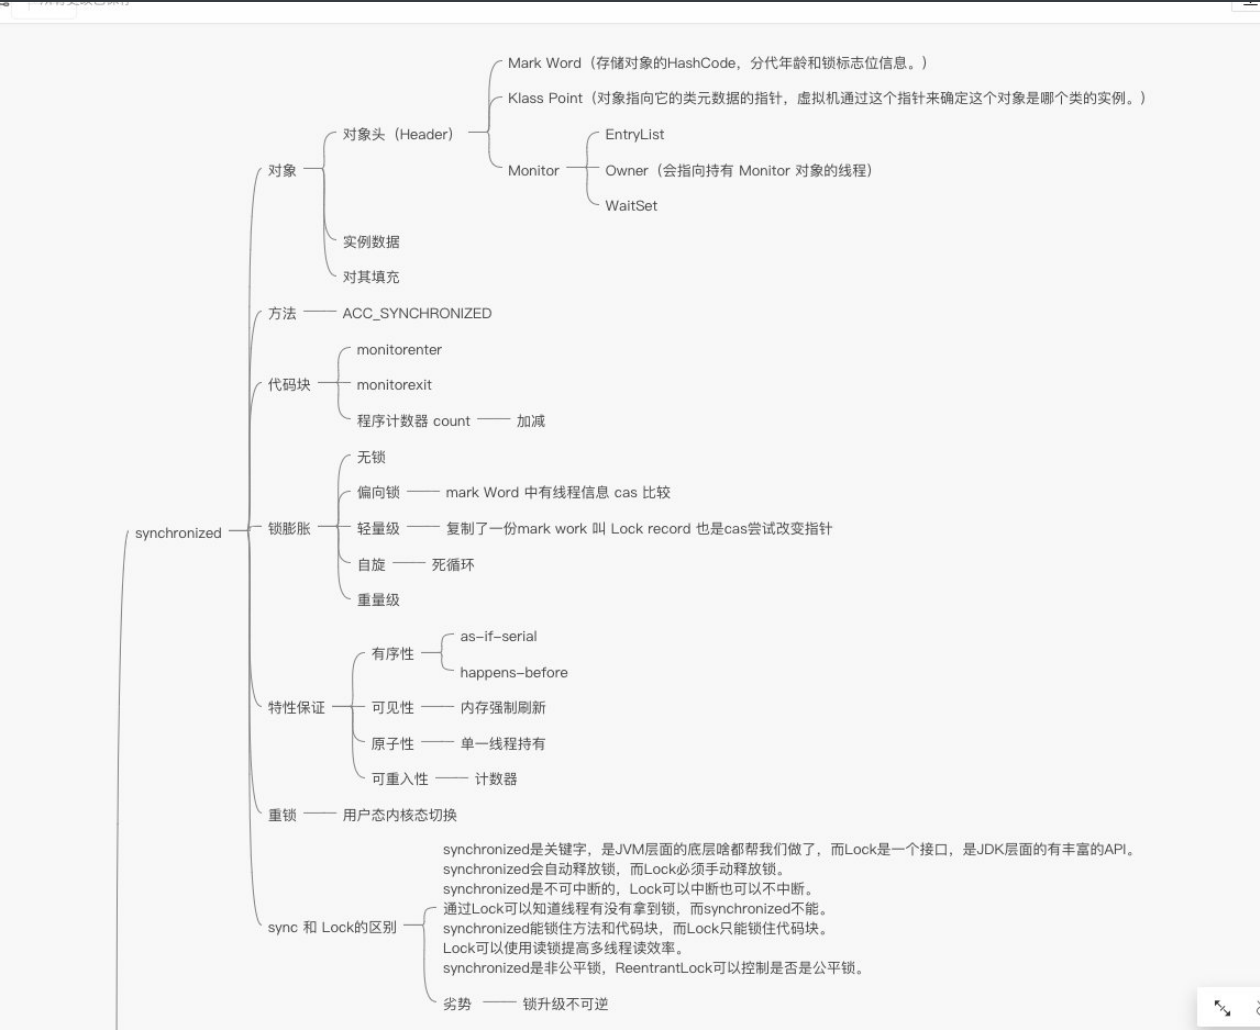 Mark Word（存储对象的HashCode，分代年龄和锁标志位信息。）
Klass Point（对象指向它的类元数据的指针，虚拟机通过这个指针来确定这个对象是哪个类的实例。）
对象头（Header）
EntryList
对象
Monitor
Owner（会指向持有 Monitor 对象的线程）
WaitSet
实例数据
对其填充
方法
ACC_SYNCHRONIZED
monitorenter
代码块
monitorexit
程序计数器 count
加减
无锁
偏向锁
mark Word 中有线程信息 cas 比较
synchronized
锁膨胀
轻量级
复制了一份mark work 叫 Lock record 也是cas尝试改变指针
自旋
死循环
重量级
as-if-serial
有序性
happens-before
特性保证
可见性
内存强制刷新
原子性
单一线程持有
可重入性
计数器
重锁
用户态内核态切换
synchronized是关键字，是JVM层面的底层啥都帮我们做了，而Lock是一个接口，是JDK层面的有丰富的API。
synchronized会自动释放锁，而Lock必须手动释放锁。
synchronized是不可中断的，Lock可以中断也可以不中断。
通过Lock可以知道线程有没有拿到锁，而synchronized不能。
sync 和 Lock的区别
synchronized能锁住方法和代码块，而Lock只能锁住代码块。
Lock可以使用读锁提高多线程读效率。
synchronized是非公平锁，ReentrantLock可以控制是否是公平锁。
劣势
锁升级不可逆